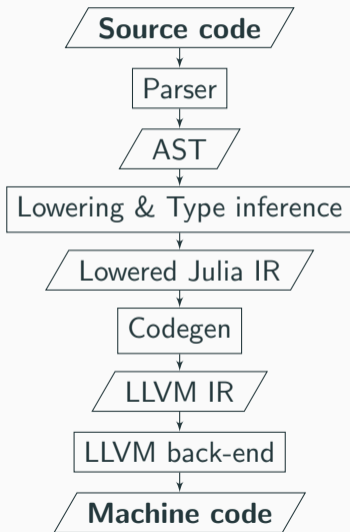 Source code
Parser
AST
Lowering & Type inference
Lowered Julia IR
Codegen
LLVM IR
LLVM back-end
Machine code